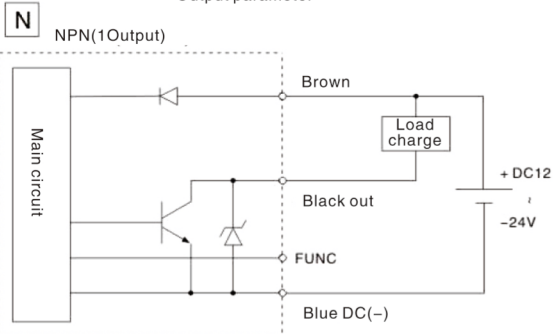 Output parameter
N
NPN(1Output)
Brown
Load
charge
Main circuit
+ DC12
~
-24V
Black out
FUNC
Blue DC(-)